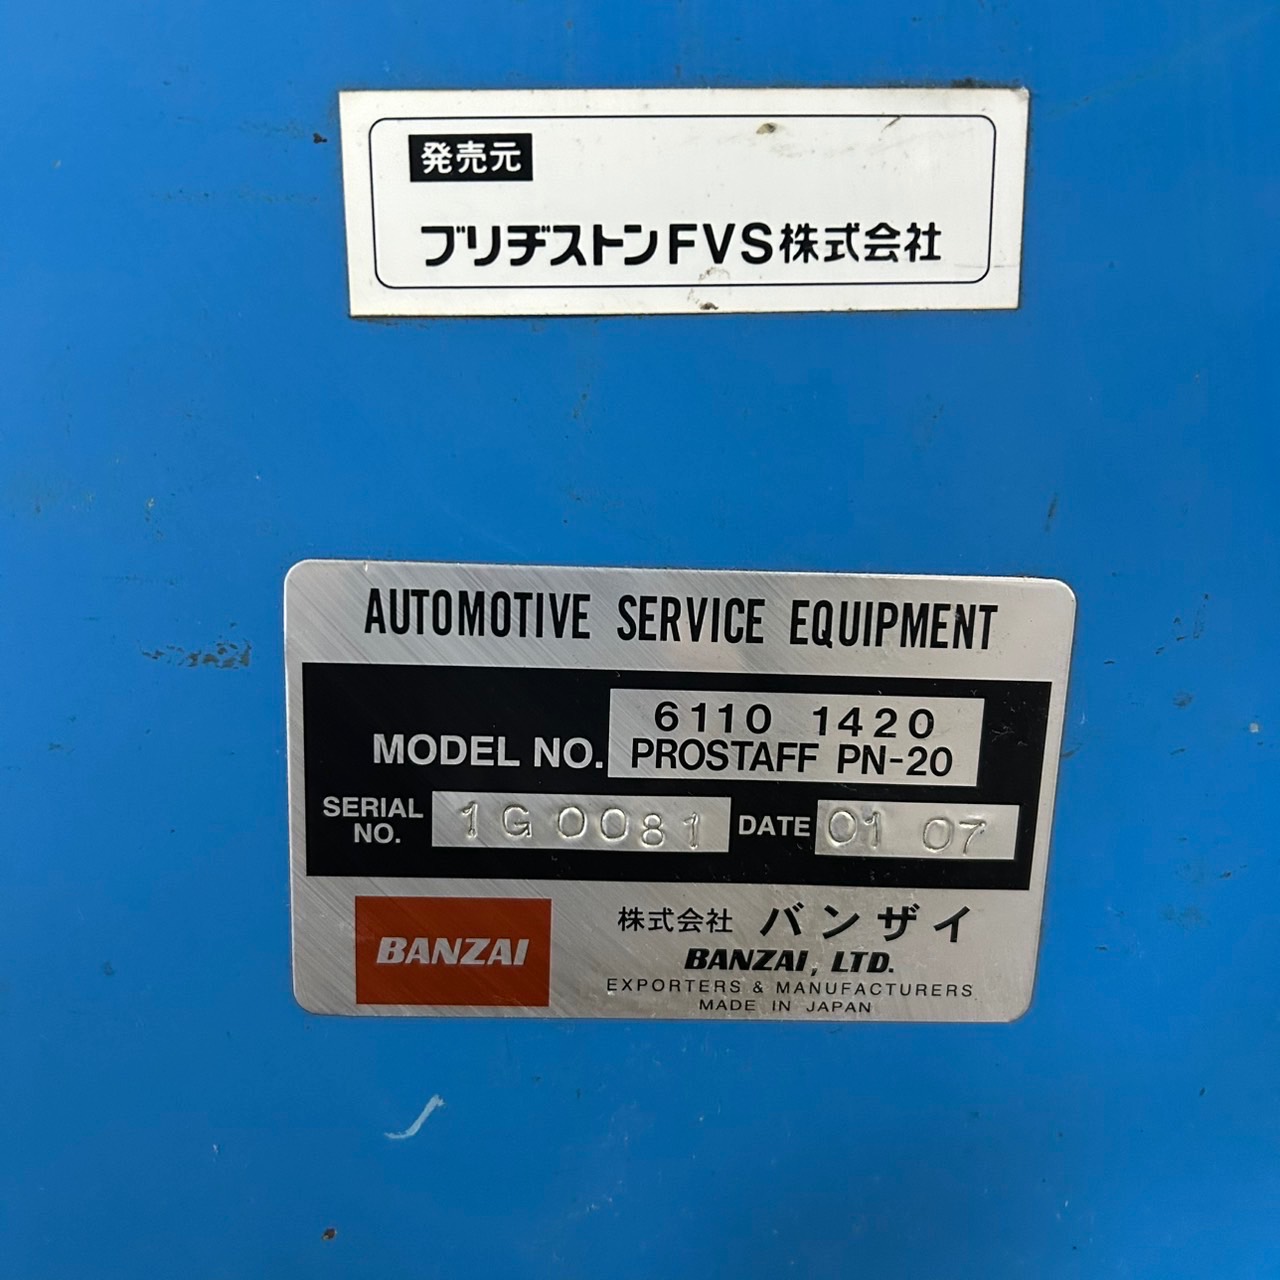 発売元
ブリヂストンFVS株式会社
AUTOMOTIVE SERVICE EQUIPMENT
6110 1420
MODEL NO. PROSTAFF PN-20
SERIAL NO. 1G0081 DATE 01 07
BANZAI
株式会社 バンザイ
BANZAI, LTD.
EXPORTERS & MANUFACTURERS
MADE IN JAPAN